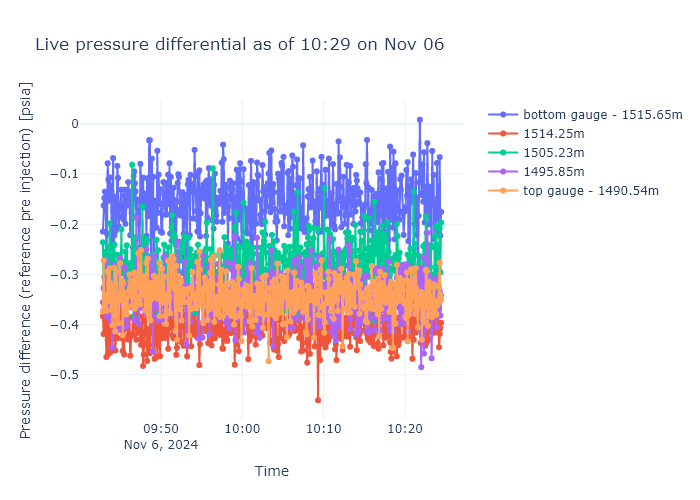 Live pressure differential as of 10:29 on Nov 06
Pressure difference (reference pre injection) [psia]
0
−0.1
−0.2
−0.3
−0.4
−0.5
09:50
Nov 6, 2024
10:00
10:10
10:20
Time
bottom gauge - 1515.65m
1514.25m
1505.23m
1495.85m
top gauge - 1490.54m